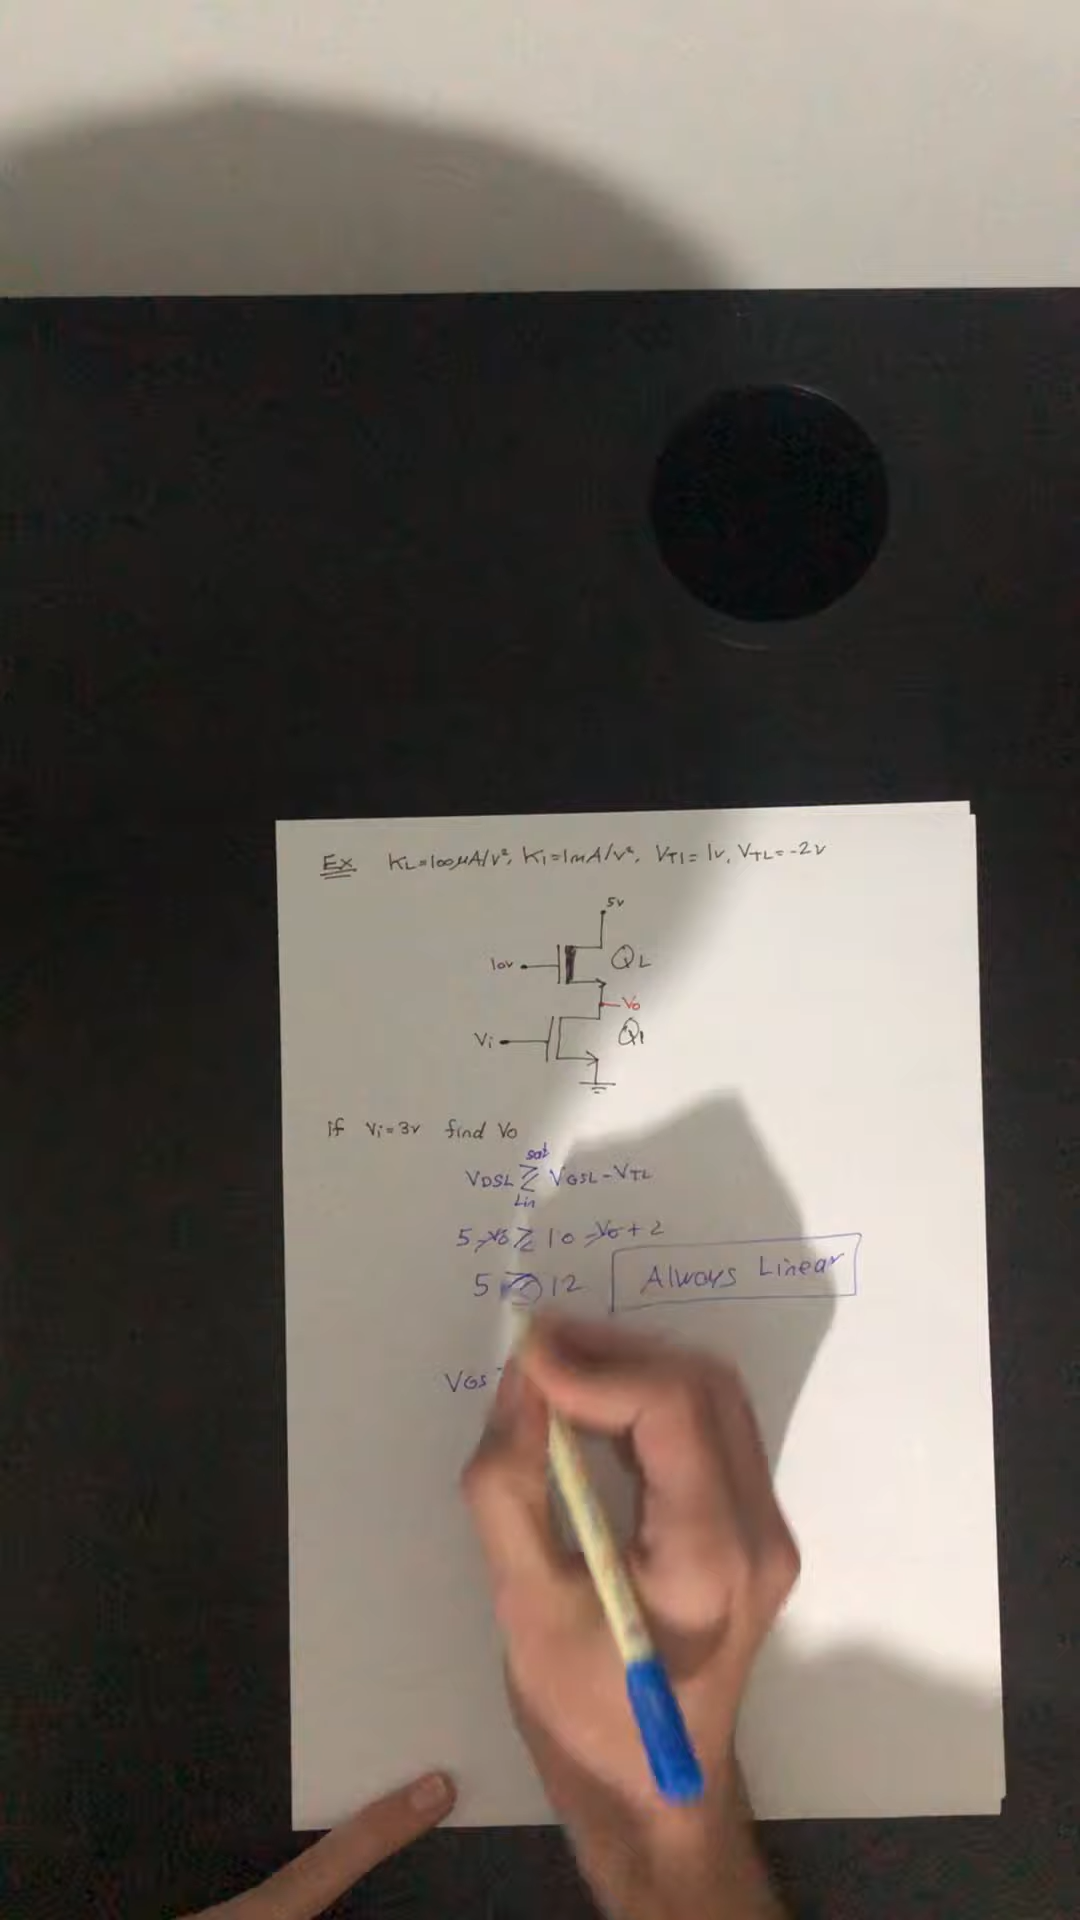 Ex. KL=100μA/v², K1=1mA/v², VT1=1v, VTL=-2v
5v
10v QL
Vo
Vi Q1
if Vi=3v find Vo
sat
VDSL ≷ VGSL-VTL
Lin
5-Vo ≷ 10-Vo+2
5 12 Always Linear
VGS